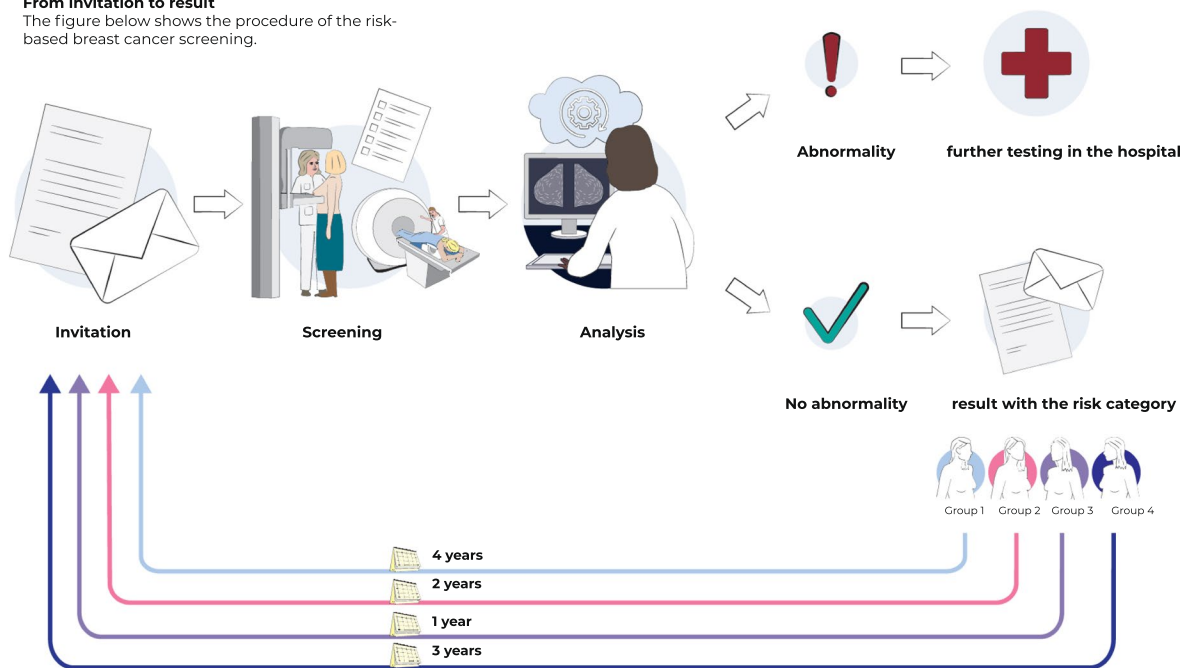 From invitation to result
The figure below shows the procedure of the risk-
based breast cancer screening.
Abnormality
further testing in the hospital
Invitation
Screening
Analysis
No abnormality
result with the risk category
Group 1
Group 2
Group 3
Group 4
4 years
2 years
1 year
3 years